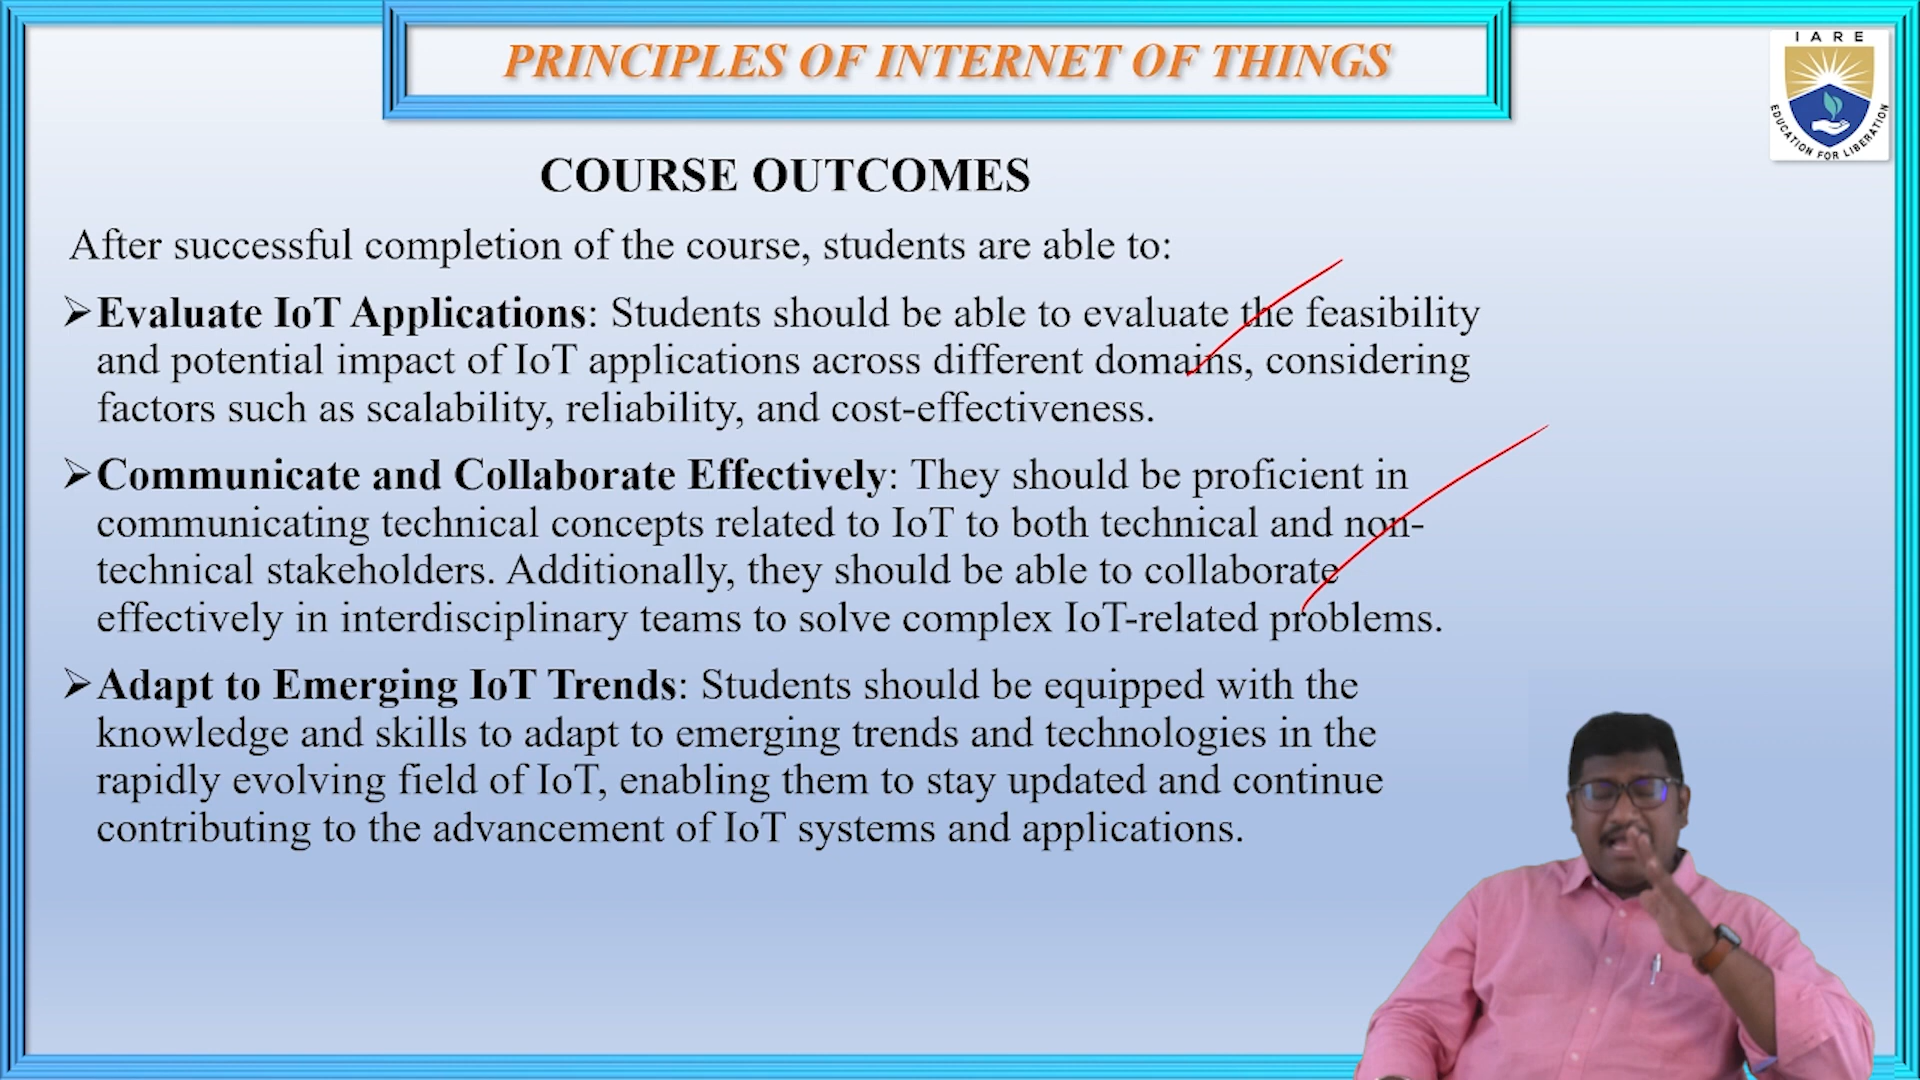 PRINCIPLES OF INTERNET OF THINGS
IARE
EDUCATION FOR LIBERATION
COURSE OUTCOMES
After successful completion of the course, students are able to:
➢Evaluate IoT Applications: Students should be able to evaluate the feasibility
and potential impact of IoT applications across different domains, considering
factors such as scalability, reliability, and cost-effectiveness.
➢Communicate and Collaborate Effectively: They should be proficient in
communicating technical concepts related to IoT to both technical and non-
technical stakeholders. Additionally, they should be able to collaborate
effectively in interdisciplinary teams to solve complex IoT-related problems.
➢Adapt to Emerging IoT Trends: Students should be equipped with the
knowledge and skills to adapt to emerging trends and technologies in the
rapidly evolving field of IoT, enabling them to stay updated and continue
contributing to the advancement of IoT systems and applications.